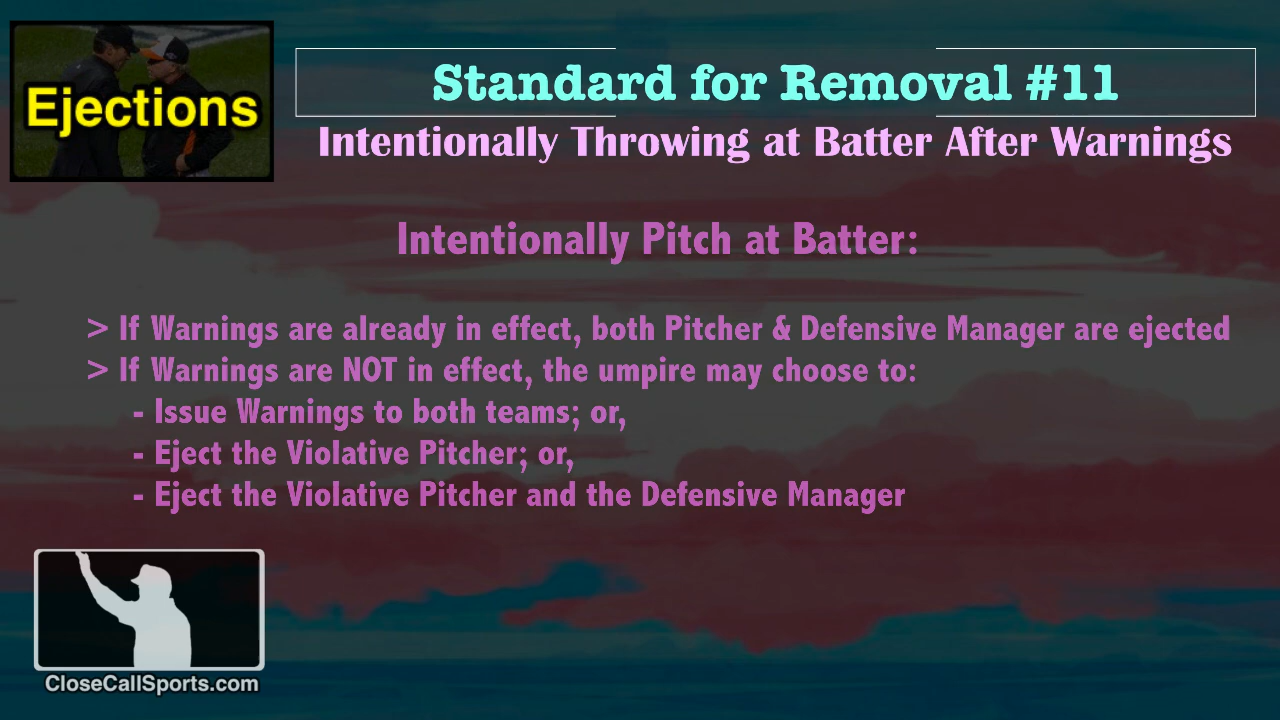 Ejections
Standard for Removal #11
Intentionally Throwing at Batter After Warnings
Intentionally Pitch at Batter:
> If Warnings are already in effect, both Pitcher & Defensive Manager are ejected
> If Warnings are NOT in effect, the umpire may choose to:
- Issue Warnings to both teams; or,
- Eject the Violative Pitcher; or,
- Eject the Violative Pitcher and the Defensive Manager
CloseCallSports.com